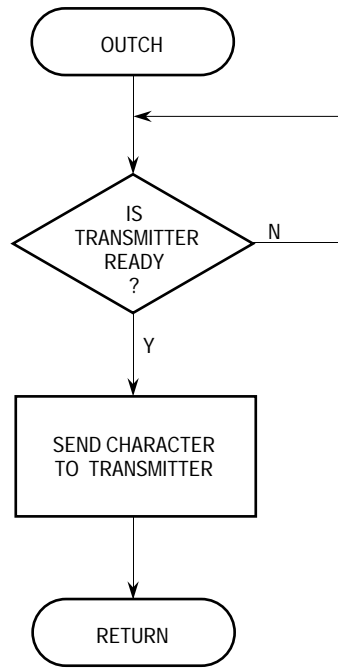 OUTCH
IS
TRANSMITTER
READY
?
N
Y
SEND CHARACTER
TO TRANSMITTER
RETURN